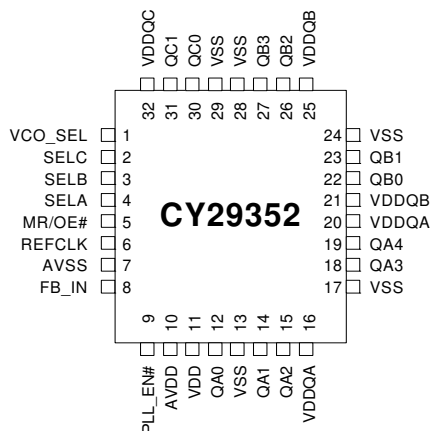 VDDQC
QC1
QC0
VSS
VSS
QB3
QB2
VDDQB
32 31 30 29 28 27 26 25
VCO_SEL 1
SELC 2
SELB 3
SELA 4
MR/OE# 5
REFCLK 6
AVSS 7
FB_IN 8
CY29352
24 VSS
23 QB1
22 QB0
21 VDDQB
20 VDDQA
19 QA4
18 QA3
17 VSS
9 10 11 12 13 14 15 16
PLL_EN#
AVDD
VDD
QA0
VSS
QA1
QA2
VDDQA